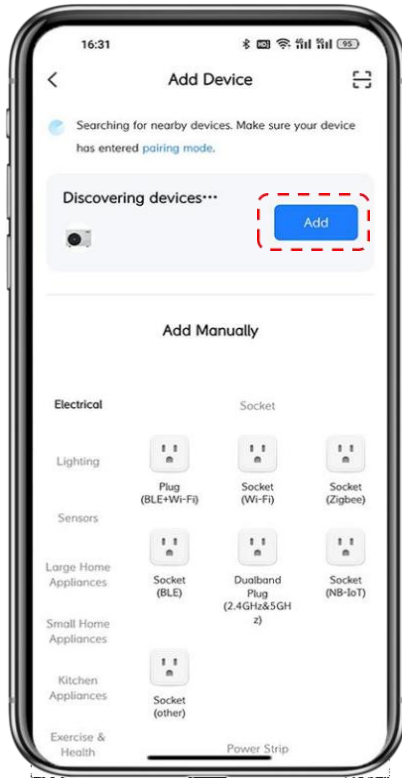 16:31
95
Add Device
Searching for nearby devices. Make sure your device
has entered pairing mode.
Discovering devices···
Add
Add Manually
Electrical
Socket
Lighting
Plug
(BLE+Wi-Fi)
Socket
(Wi-Fi)
Socket
(Zigbee)
Sensors
Large Home
Appliances
Socket
(BLE)
Dualband
Plug
(2.4GHz&5GH
z)
Socket
(NB-IoT)
Small Home
Appliances
Kitchen
Appliances
Socket
(other)
Exercise &
Health
Power Strip